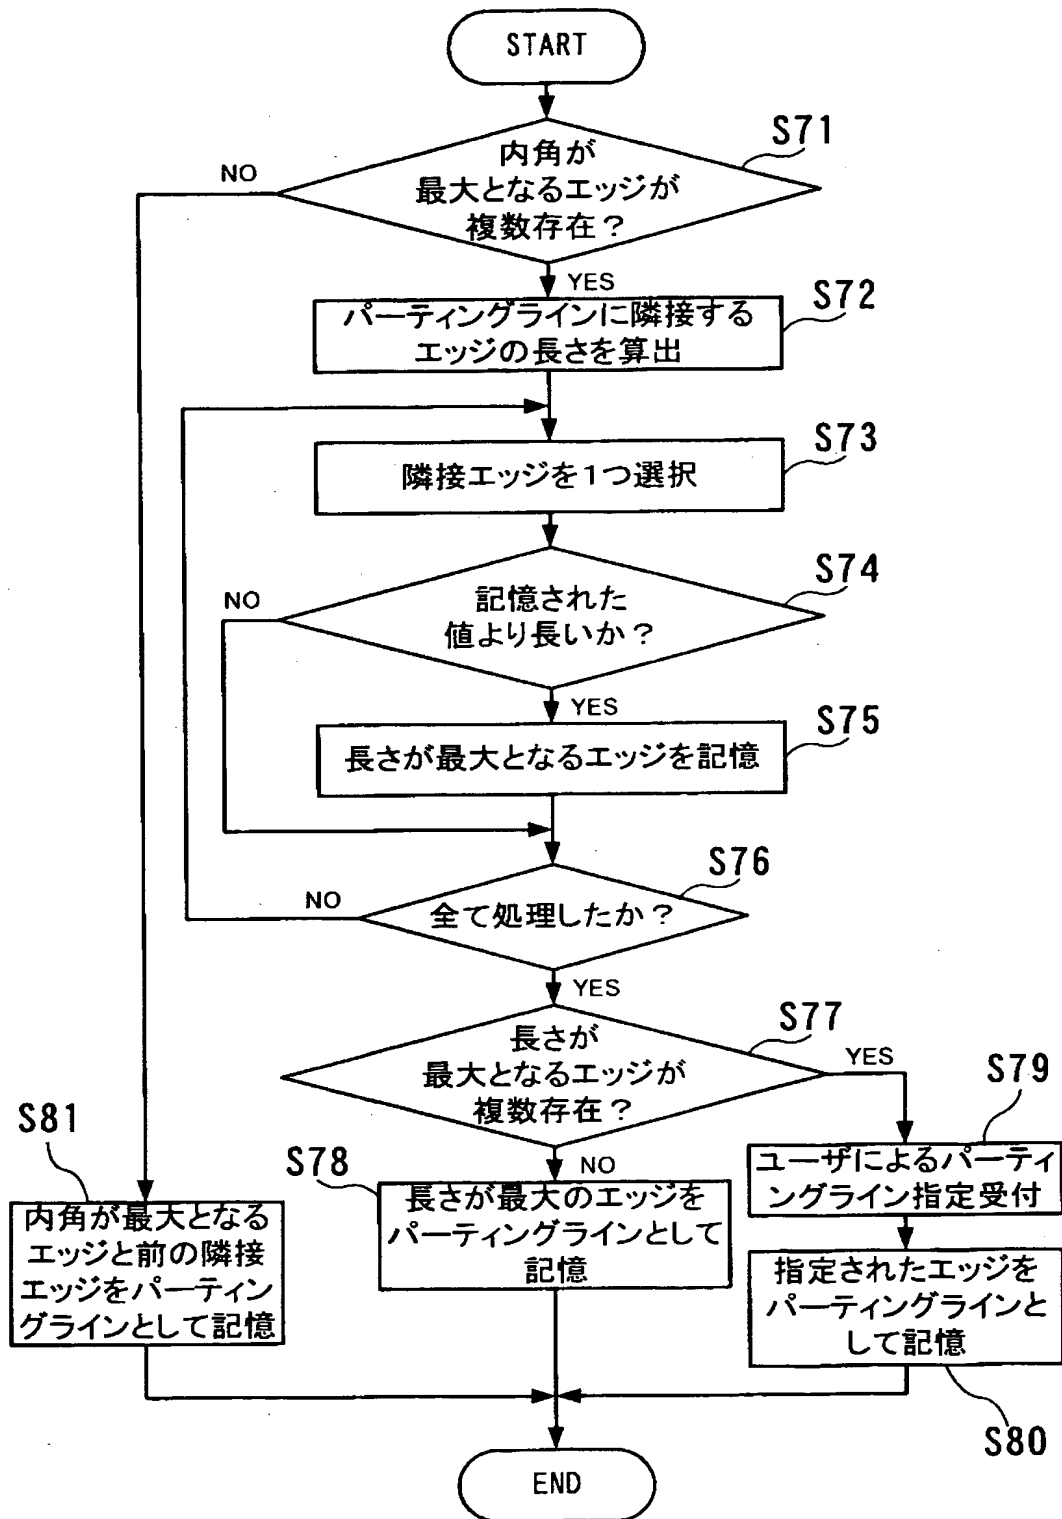 START
S71
内角が
最大となるエッジが
複数存在？
NO
YES
S72
パーティングラインに隣接する
エッジの長さを算出
S73
隣接エッジを1つ選択
S74
記憶された
値より長いか？
NO
YES
S75
長さが最大となるエッジを記憶
S76
全て処理したか？
NO
YES
S77
長さが
最大となるエッジが
複数存在？
YES
NO
S79
ユーザによるパーティ
ングライン指定受付
S81
内角が最大となる
エッジと前の隣接
エッジをパーティン
グラインとして記憶
S78
長さが最大のエッジを
パーティングラインとして
記憶
指定されたエッジを
パーティングラインと
して記憶
S80
END